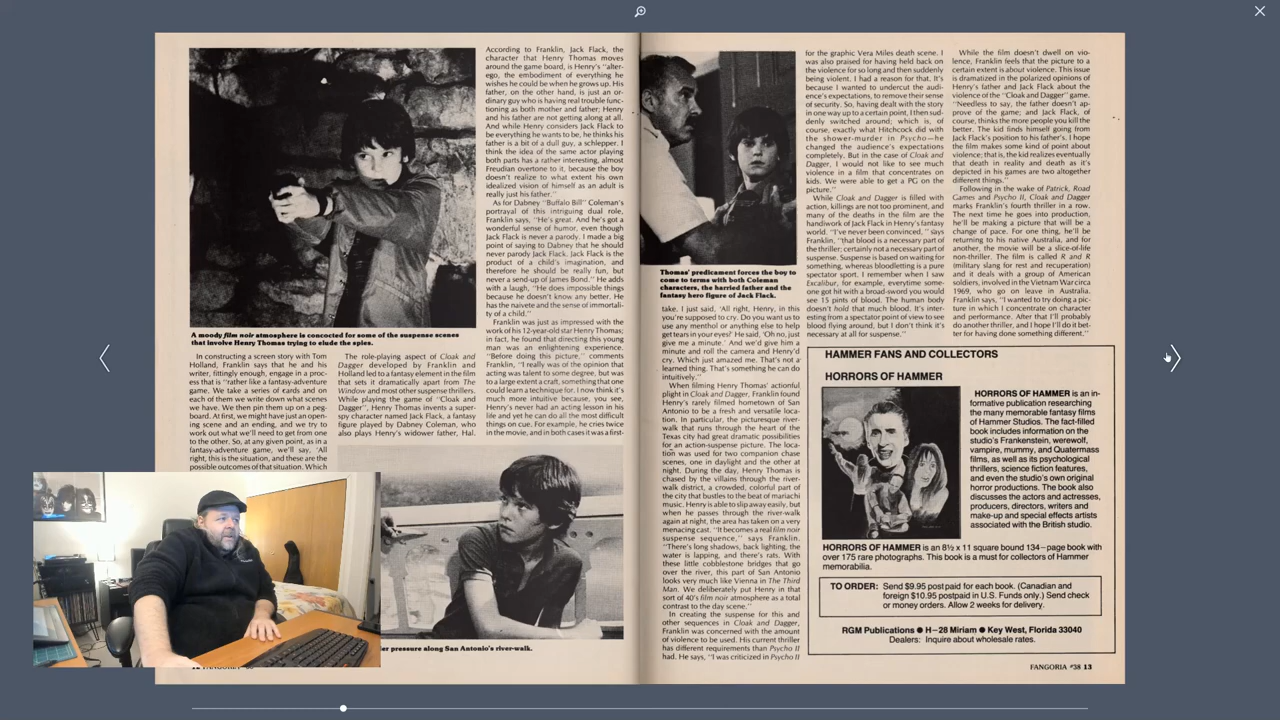 A moody film noir atmosphere is concocted for some of the suspense scenes
that involve Henry Thomas trying to elude the spies.
In constructing a screen story with Tom
Holland, Franklin says that he and his
writer, fittingly enough, engage in a proc-
ess that is "rather like a fantasy-adventure
game. We take a series of cards and on
each of them we write down what scenes
we have. We then pin them up on a peg-
board. At first, we might have just an open-
ing scene and an ending, and we try to
work out what we'll need to get from one
to the other. So, at any given point, as in a
fantasy-adventure game, we'll say, 'All
right, this is the situation, and these are the
possible outcomes of that situation. Which
The role-playing aspect of Cloak and
Dagger developed by Franklin and
Holland led to a fantasy element in the film
that sets it dramatically apart from The
Window and most other suspense thrillers.
While playing the game of "Cloak and
Dagger", Henry Thomas invents a super-
spy character named Jack Flack, a fantasy
figure played by Dabney Coleman, who
also plays Henry's widower father, Hal.
According to Franklin, Jack Flack, the
character that Henry Thomas moves
around the game board, is Henry's "alter-
ego, the embodiment of everything he
wishes he could be when he grows up. His
father, on the other hand, is just an or-
dinary guy who is having real trouble func-
tioning as both mother and father; Henry
and his father are not getting along at all.
And while Henry considers Jack Flack to
be everything he wants to be, he thinks his
father is a bit of a dull guy, a schlepper. I
think the idea of the same actor playing
both parts has a rather interesting, almost
Freudian overtone to it, because the boy
doesn't realize to what extent his own
idealized vision of himself as an adult is
really just his father."
As for Dabney "Buffalo Bill" Coleman's
portrayal of this intriguing dual role,
Franklin says, "He's great. And he's got a
wonderful sense of humor, even though
Jack Flack is never a parody. I made a big
point of saying to Dabney that he should
never parody Jack Flack. Jack Flack is the
product of a child's imagination, and
therefore he should be really fun, but
never a send-up of James Bond." He adds
with a laugh, "He does impossible things
because he doesn't know any better. He
has the naivete and the sense of immortali-
ty of a child."
Franklin was just as impressed with the
work of his 12-year-old star Henry Thomas;
in fact, he found that directing this young
man was an enlightening experience.
"Before doing this picture," comments
Franklin, "I really was of the opinion that
acting was talent to some degree, but was
to a large extent a craft, something that one
could learn a technique for. I now think it's
much more intuitive because, you see,
Henry's never had an acting lesson in his
life and yet he can do all the most difficult
things on cue. For example, he cries twice
in the movie, and in both cases it was a first-
er pressure along San Antonio's river-walk.
Thomas' predicament forces the boy to
come to terms with both Coleman
characters, the harried father and the
fantasy hero figure of Jack Flack.
take. I just said, 'All right, Henry, in this
you're supposed to cry. Do you want us to
use any menthol or anything else to help
get tears in your eyes?' He said, 'Oh no, just
give me a minute.' And we'd give him a
minute and roll the camera and Henry'd
cry. Which just amazed me. That's not a
learned thing. That's something he can do
intuitively."
When filming Henry Thomas' actionful
plight in Cloak and Dagger, Franklin found
Henry's rarely filmed hometown of San
Antonio to be a fresh and versatile loca-
tion. In particular, the picturesque river-
walk that runs through the heart of the
Texas city had great dramatic possibilities
for an action-suspense picture. The loca-
tion was used for two companion chase
scenes, one in daylight and the other at
night. During the day, Henry Thomas is
chased by the villains through the river-
walk district, a crowded, colorful part of
the city that bustles to the beat of mariachi
music. Henry is able to slip away easily, but
when he passes through the river-walk
again at night, the area has taken on a very
menacing cast. "It becomes a real film noir
suspense sequence," says Franklin,
"There's long shadows, back lighting, the
water is lapping, and there's rats. With
these little cobblestone bridges that go
over the river, this part of San Antonio
looks very much like Vienna in The Third
Man. We deliberately put Henry in that
sort of 40's film noir atmosphere as a total
contrast to the day scene."
In creating the suspense for this and
other sequences in Cloak and Dagger,
Franklin was concerned with the amount
of violence to be used. His current thriller
has different requirements than Psycho II
had. He says, "I was criticized in Psycho II
for the graphic Vera Miles death scene. I
was also praised for having held back on
the violence for so long and then suddenly
being violent. I had a reason for that. It's
because I wanted to undercut the audi-
ence's expectations, to remove their sense
of security. So, having dealt with the story
in one way up to a certain point, I then sud-
denly switched around; which is, of
course, exactly what Hitchcock did with
the shower-murder in Psycho—he
changed the audience's expectations
completely. But in the case of Cloak and
Dagger, I would not like to see much
violence in a film that concentrates on
kids. We were able to get a PG on the
picture."
While Cloak and Dagger is filled with
action, killings are not too prominent, and
many of the deaths in the film are the
handiwork of Jack Flack in Henry's fantasy
world. "I've never been convinced," says
Franklin, "that blood is a necessary part of
the thriller; certainly not a necessary part of
suspense. Suspense is based on waiting for
something, whereas bloodletting is a pure
spectator sport. I remember when I saw
Excalibur, for example, everytime some-
one got hit with a broad-sword you would
see 15 pints of blood. The human body
doesn't hold that much blood. It's inter-
esting from a spectator point of view to see
blood flying around, but I don't think it's
necessary at all for suspense."
While the film doesn't dwell on vio-
lence, Franklin feels that the picture to a
certain extent is about violence. This issue
is dramatized in the polarized opinions of
Henry's father and Jack Flack about the
violence of the "Cloak and Dagger" game.
"Needless to say, the father doesn't ap-
prove of the game; and Jack Flack, of
course, thinks the more people you kill the
better. The kid finds himself going from
Jack Flack's position to his father's. I hope
the film makes some kind of point about
violence; that is, the kid realizes eventually
that death in reality and death as it's
depicted in his games are two altogether
different things."
Following in the wake of Patrick, Road
Games and Psycho II, Cloak and Dagger
marks Franklin's fourth thriller in a row.
The next time he goes into production,
he'll be making a picture that will be a
change of pace. For one thing, he'll be
returning to his native Australia, and for
another, the movie will be a slice-of-life
non-thriller. The film is called R and R
(military slang for rest and recuperation)
and it deals with a group of American
soldiers, involved in the Vietnam War circa
1969, who go on leave in Australia.
Franklin says, "I wanted to try doing a pic-
ture in which I concentrate on character
and performance. After that I'll probably
do another thriller, and I hope I'll do it bet-
ter for having done something different."
HAMMER FANS AND COLLECTORS
HORRORS OF HAMMER
HORRORS OF HAMMER is an in-
formative publication researching
the many memorable fantasy films
of Hammer Studios. The fact-filled
book includes information on the
studio's Frankenstein, werewolf,
vampire, mummy, and Quatermass
films, as well as its psychological
thrillers, science fiction features,
and even the studio's own original
horror productions. The book also
discusses the actors and actresses,
producers, directors, writers and
make-up and special effects artists
associated with the British studio.
HORRORS OF HAMMER is an 8½ x 11 square bound 134–page book with
over 175 rare photographs. This book is a must for collectors of Hammer
memorabilia.
TO ORDER: Send $9.95 postpaid for each book. (Canadian and
foreign $10.95 postpaid in U.S. Funds only.) Send check
or money orders. Allow 2 weeks for delivery.
RGM Publications ● H–28 Miriam ● Key West, Florida 33040
Dealers: Inquire about wholesale rates.
FANGORIA #38 13